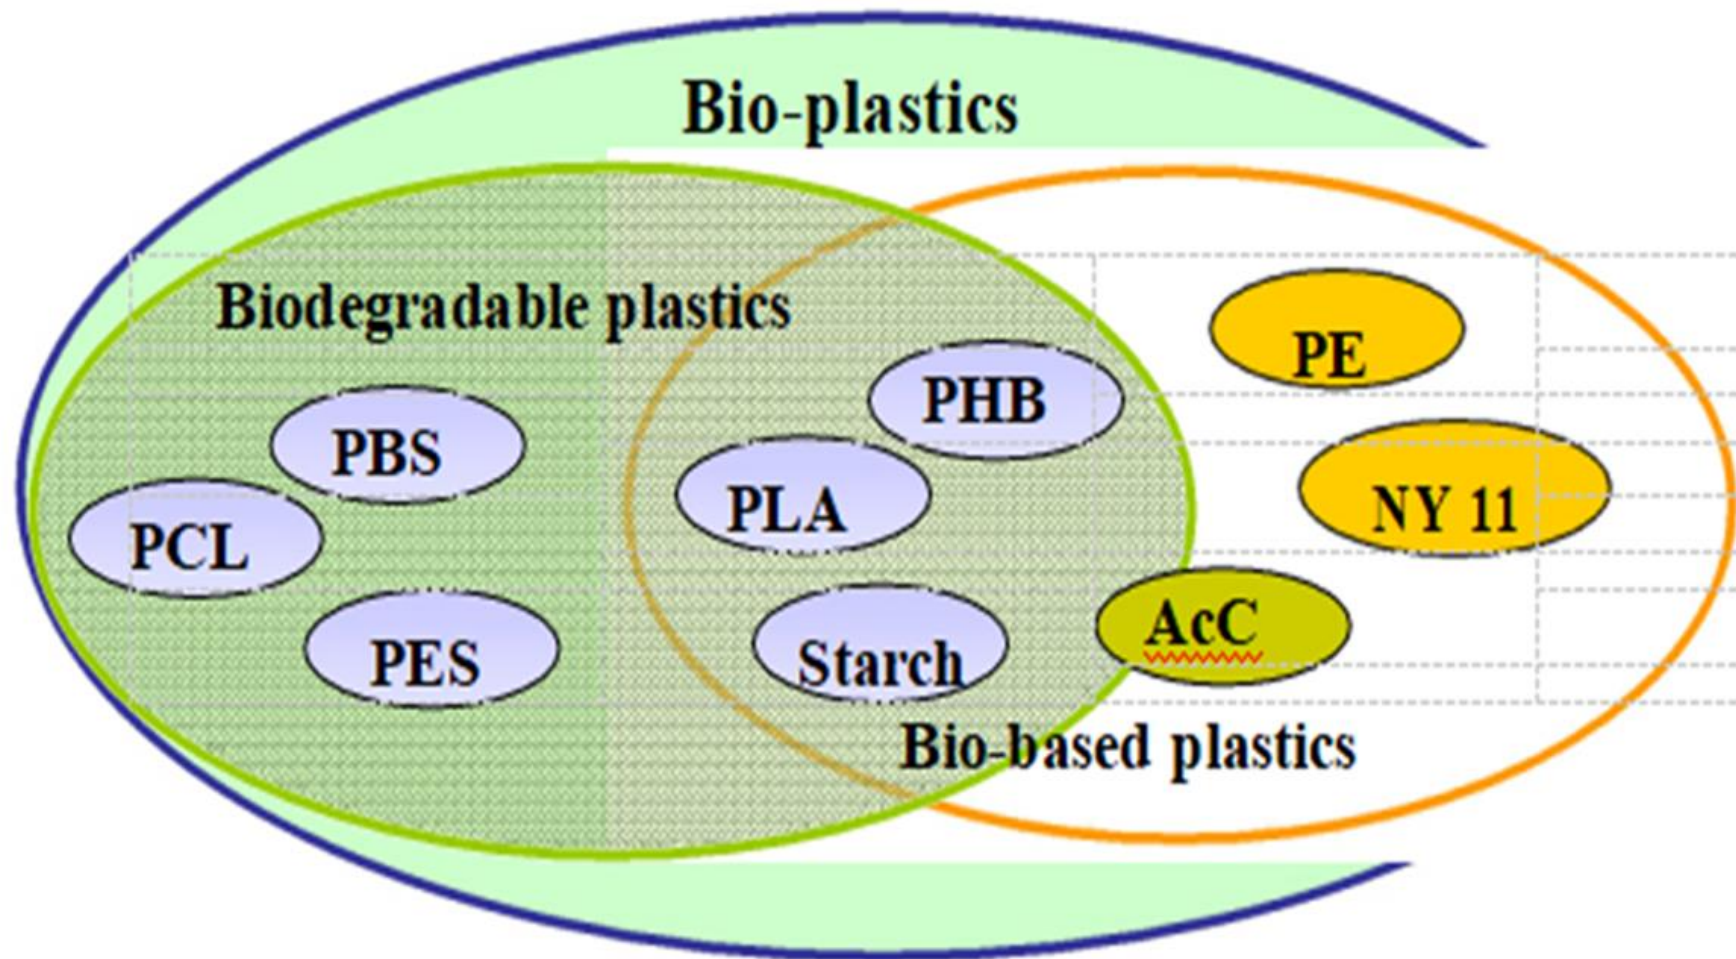 Bio-plastics
Biodegradable plastics
PE
PHB
PBS
NY 11
PLA
PCL
AcC
PES
Starch
Bio-based plastics